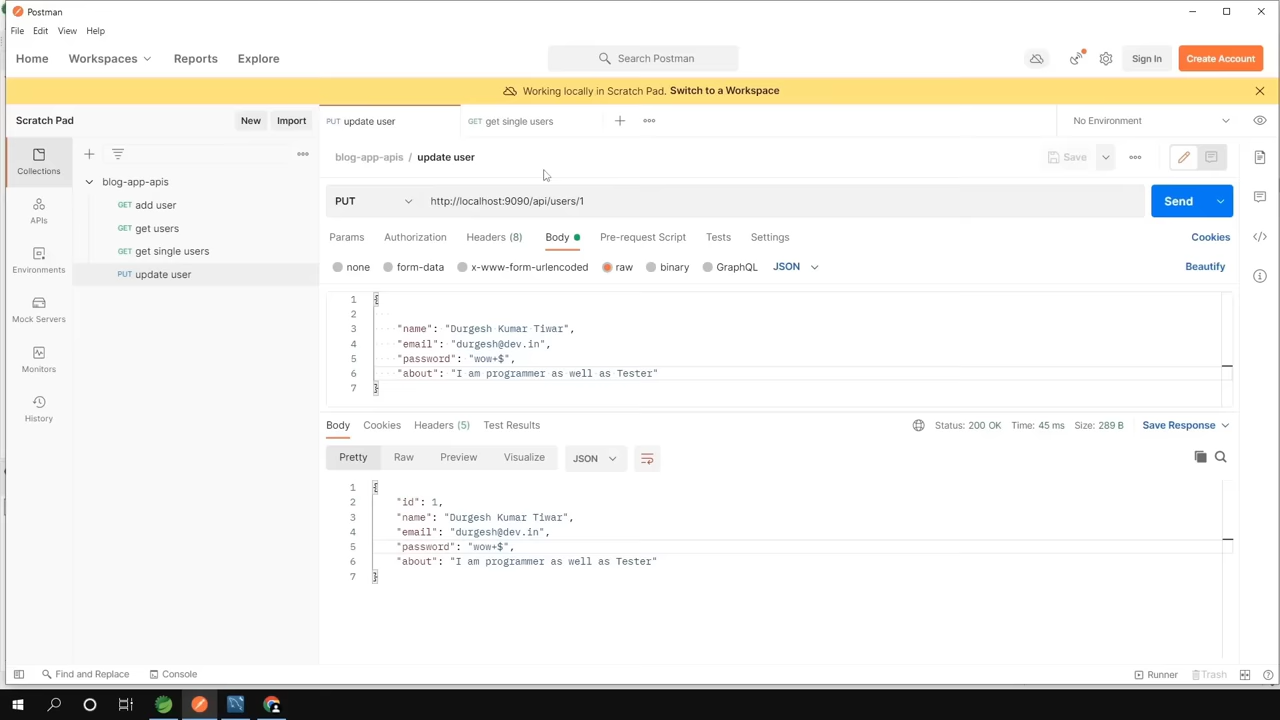 Postman
File Edit View Help
Home Workspaces Reports Explore Search Postman Sign In Create Account
Working locally in Scratch Pad. Switch to a Workspace
Scratch Pad New Import PUT update user GET get single users No Environment
Collections
APIs
Environments
Mock Servers
Monitors
History
blog-app-apis
GET add user
GET get users
GET get single users
PUT update user
blog-app-apis / update user Save
PUT http://localhost:9090/api/users/1 Send
Params Authorization Headers (8) Body Pre-request Script Tests Settings Cookies
none form-data x-www-form-urlencoded raw binary GraphQL JSON Beautify
1 {
2
3 "name": "Durgesh Kumar Tiwar",
4 "email": "durgesh@dev.in",
5 "password": "wow+$",
6 "about": "I am programmer as well as Tester"
7 }
Body Cookies Headers (5) Test Results Status: 200 OK Time: 45 ms Size: 289 B Save Response
Pretty Raw Preview Visualize JSON
1 {
2 "id": 1,
3 "name": "Durgesh Kumar Tiwar",
4 "email": "durgesh@dev.in",
5 "password": "wow+$",
6 "about": "I am programmer as well as Tester"
7 }
Find and Replace Console Runner Trash